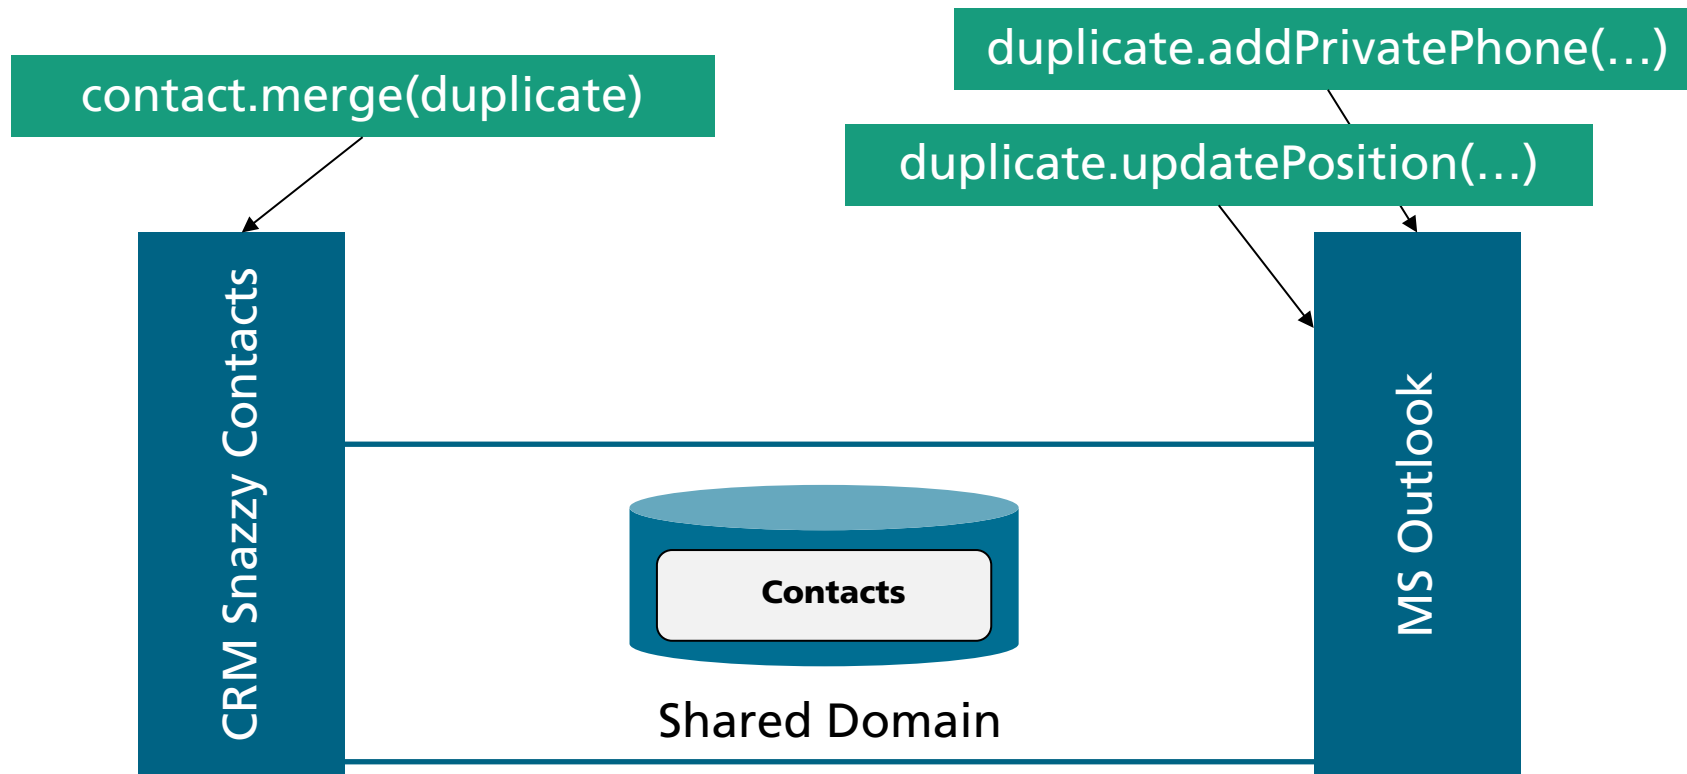 duplicate.addPrivatePhone(…)
contact.merge(duplicate)
duplicate.updatePosition(…)
CRM Snazzy Contacts
MS Outlook
Contacts
Shared Domain